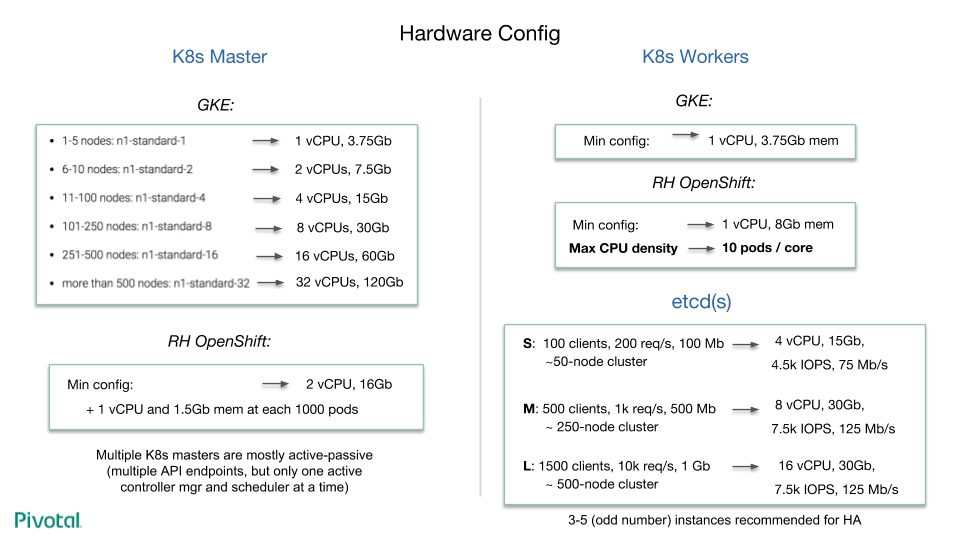 Hardware Config
K8s Master
GKE:
• 1-5 nodes: n1-standard-1 → 1 vCPU, 3.75Gb
• 6-10 nodes: n1-standard-2 → 2 vCPUs, 7.5Gb
• 11-100 nodes: n1-standard-4 → 4 vCPUs, 15Gb
• 101-250 nodes: n1-standard-8 → 8 vCPUs, 30Gb
• 251-500 nodes: n1-standard-16 → 16 vCPUs, 60Gb
• more than 500 nodes: n1-standard-32 → 32 vCPUs, 120Gb
RH OpenShift:
Min config: → 2 vCPU, 16Gb
+ 1 vCPU and 1.5Gb mem at each 1000 pods
Multiple K8s masters are mostly active-passive
(multiple API endpoints, but only one active
controller mgr and scheduler at a time)
K8s Workers
GKE:
Min config: → 1 vCPU, 3.75Gb mem
RH OpenShift:
Min config: → 1 vCPU, 8Gb mem
Max CPU density → 10 pods / core
etcd(s)
S: 100 clients, 200 req/s, 100 Mb → 4 vCPU, 15Gb,
~50-node cluster 4.5k IOPS, 75 Mb/s
M: 500 clients, 1k req/s, 500 Mb → 8 vCPU, 30Gb,
~ 250-node cluster 7.5k IOPS, 125 Mb/s
L: 1500 clients, 10k req/s, 1 Gb → 16 vCPU, 30Gb,
~ 500-node cluster 7.5k IOPS, 125 Mb/s
3-5 (odd number) instances recommended for HA
Pivotal